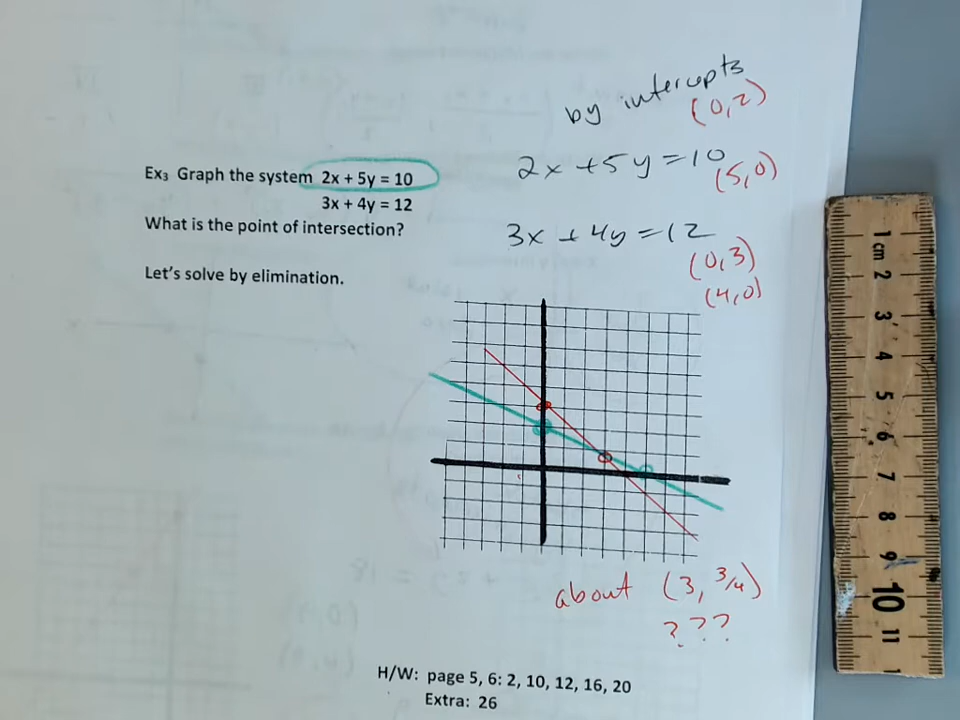 by intercepts
(0,2)
Ex3 Graph the system 2x + 5y = 10
2x + 5y = 10
(5,0)
3x + 4y = 12
3x + 4y = 12
What is the point of intersection?
(0,3)
Let's solve by elimination.
(4,0)
about (3, 3/4)
???
H/W: page 5, 6: 2, 10, 12, 16, 20
Extra: 26
1 cm 2 3 4 5 6 7 8 9 10 11